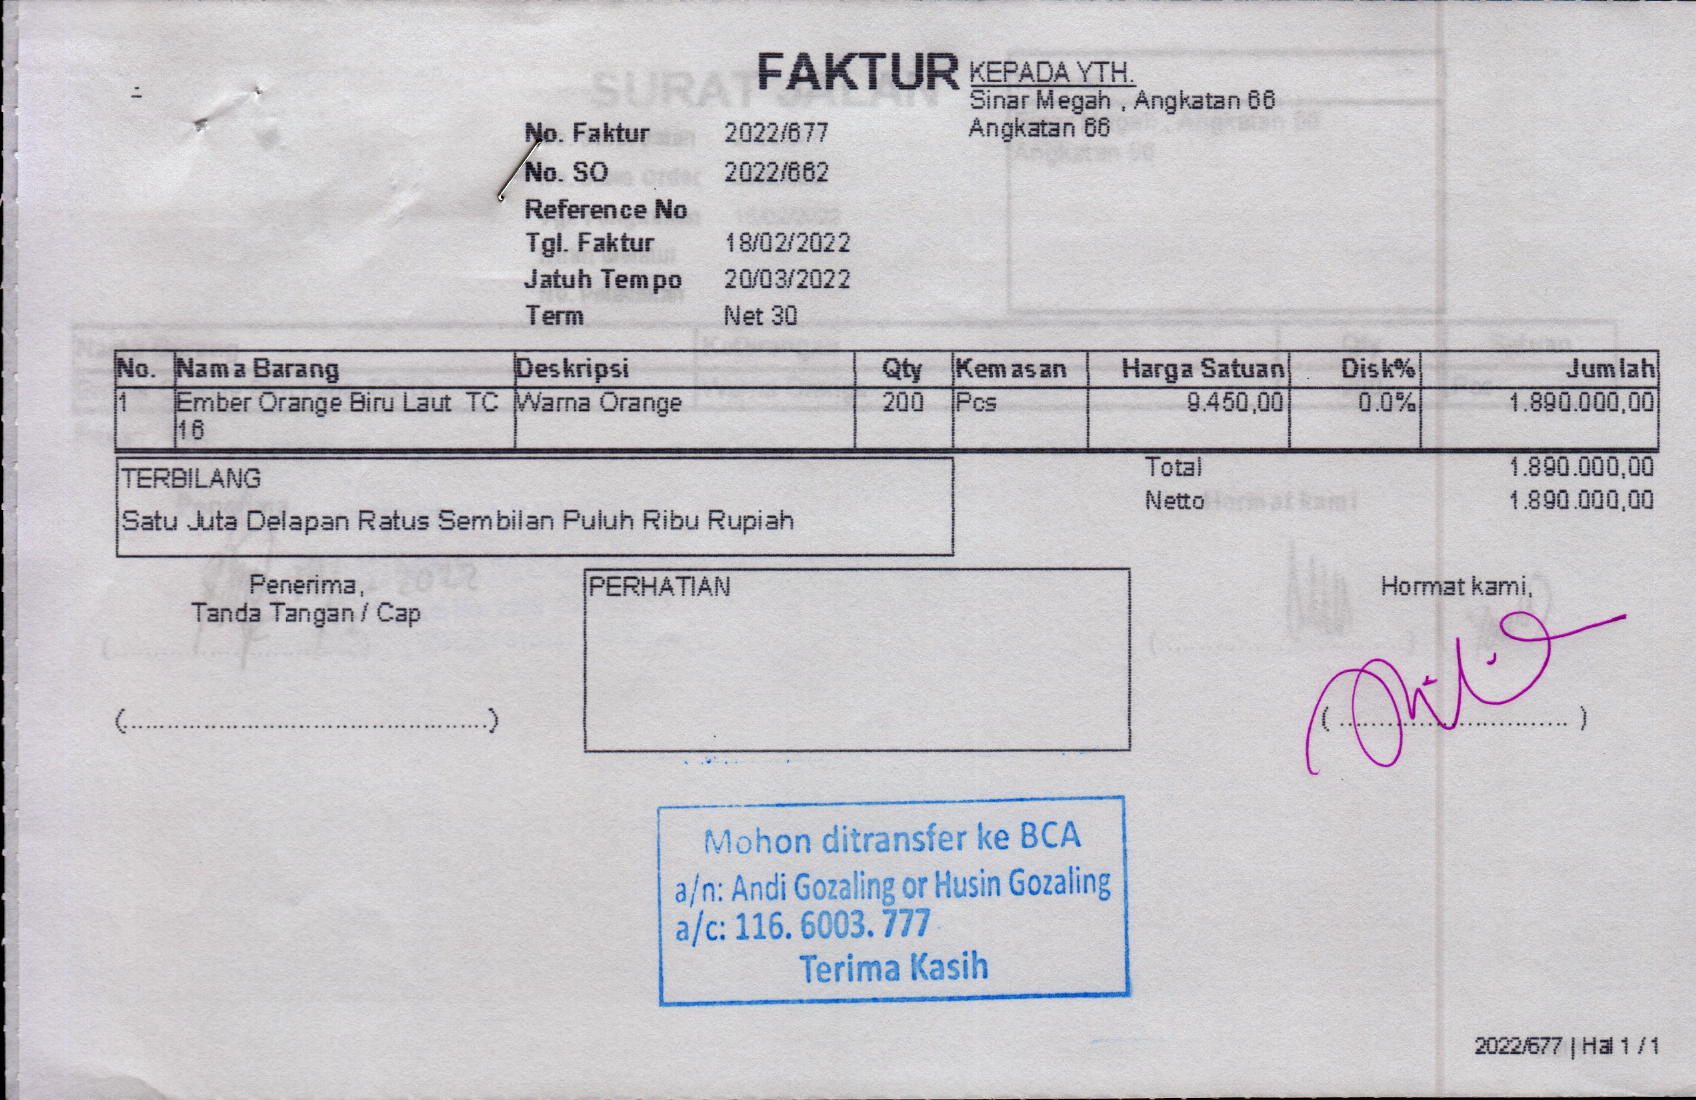 FAKTUR
KEPADA YTH.
Sinar Megah , Angkatan 66
Angkatan 66
No. Faktur 2022/677
No. SO 2022/662
Reference No
Tgl. Faktur 18/02/2022
Jatuh Tempo 20/03/2022
Term Net 30
No. Nama Barang Deskripsi Qty Kemasan Harga Satuan Disk% Jumlah
1 Ember Orange Biru Laut TC Warna Orange 200 Pcs 9.450,00 0.0% 1.890.000,00
16
Total 1.890.000,00
Netto 1.890.000,00
TERBILANG
Satu Juta Delapan Ratus Sembilan Puluh Ribu Rupiah
Penerima,
Tanda Tangan / Cap
(..........................................)
PERHATIAN
Hormat kami,
( ........................... )
Mohon ditransfer ke BCA
a/n: Andi Gozaling or Husin Gozaling
a/c: 116. 6003. 777
Terima Kasih
2022/677 | Hal 1 / 1